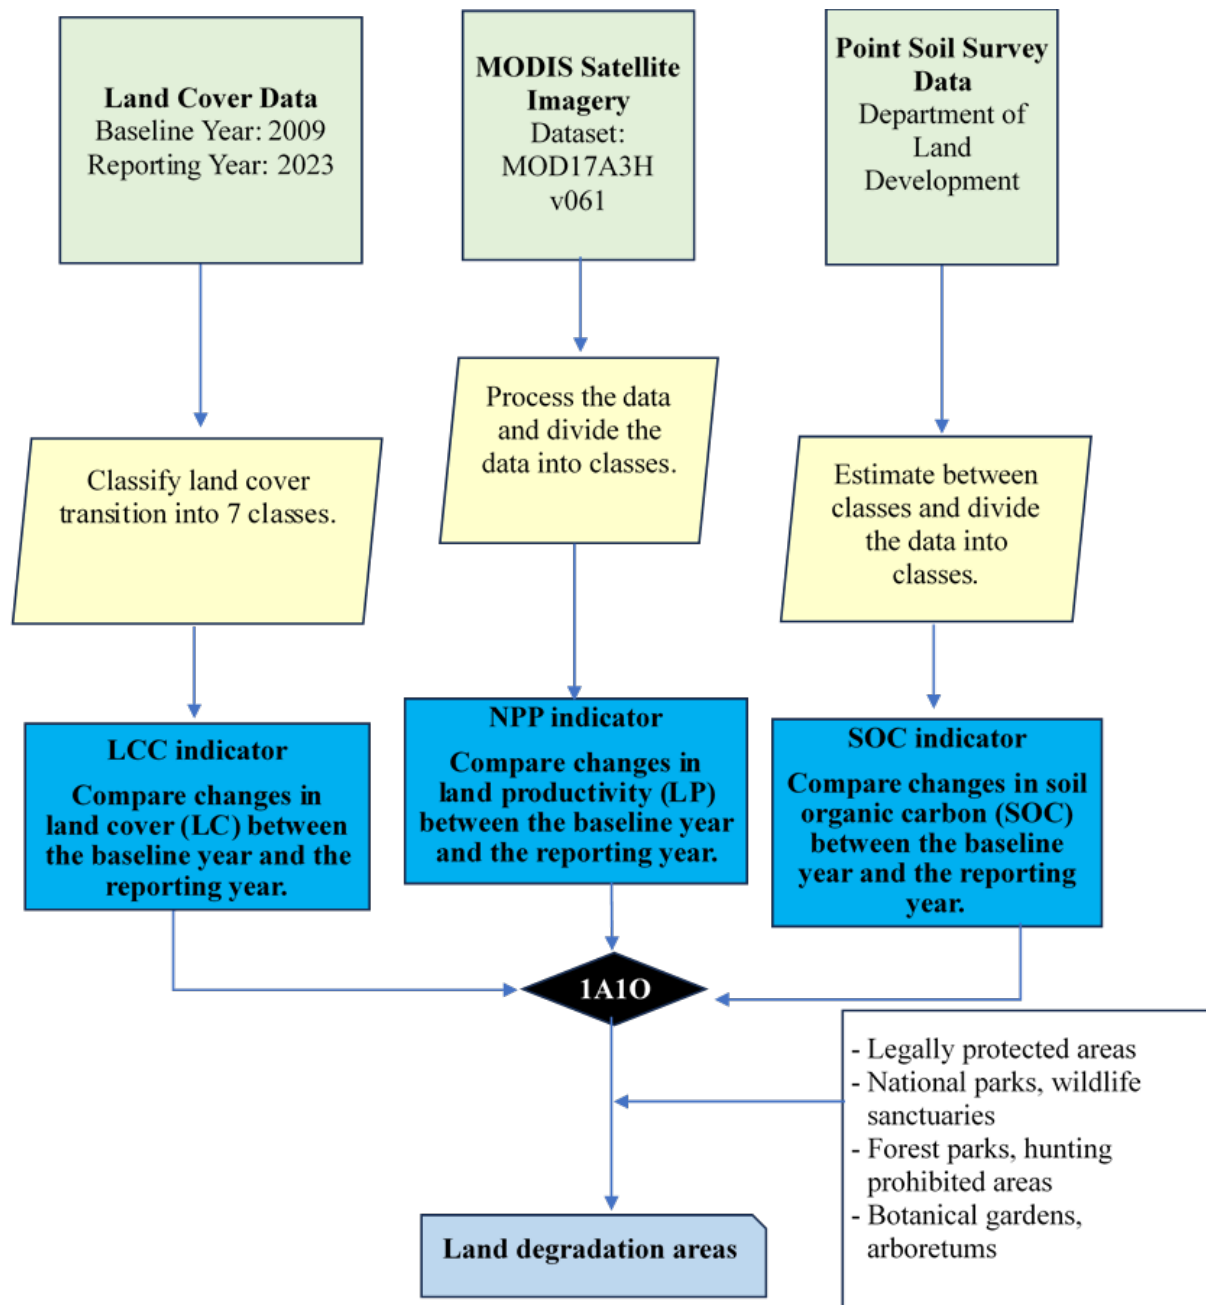 Land Cover Data
Baseline Year: 2009
Reporting Year: 2023
MODIS Satellite
Imagery
Dataset:
MOD17A3H
v061
Point Soil Survey
Data
Department of
Land
Development
Classify land cover
transition into 7 classes.
Process the data
and divide the
data into classes.
Estimate between
classes and divide
the data into
classes.
LCC indicator
Compare changes in
land cover (LC) between
the baseline year and the
reporting year.
NPP indicator
Compare changes in
land productivity (LP)
between the baseline year
and the reporting year.
SOC indicator
Compare changes in soil
organic carbon (SOC)
between the baseline
year and the reporting
year.
1A1O
- Legally protected areas
- National parks, wildlife
sanctuaries
- Forest parks, hunting
prohibited areas
- Botanical gardens,
arboretums
Land degradation areas